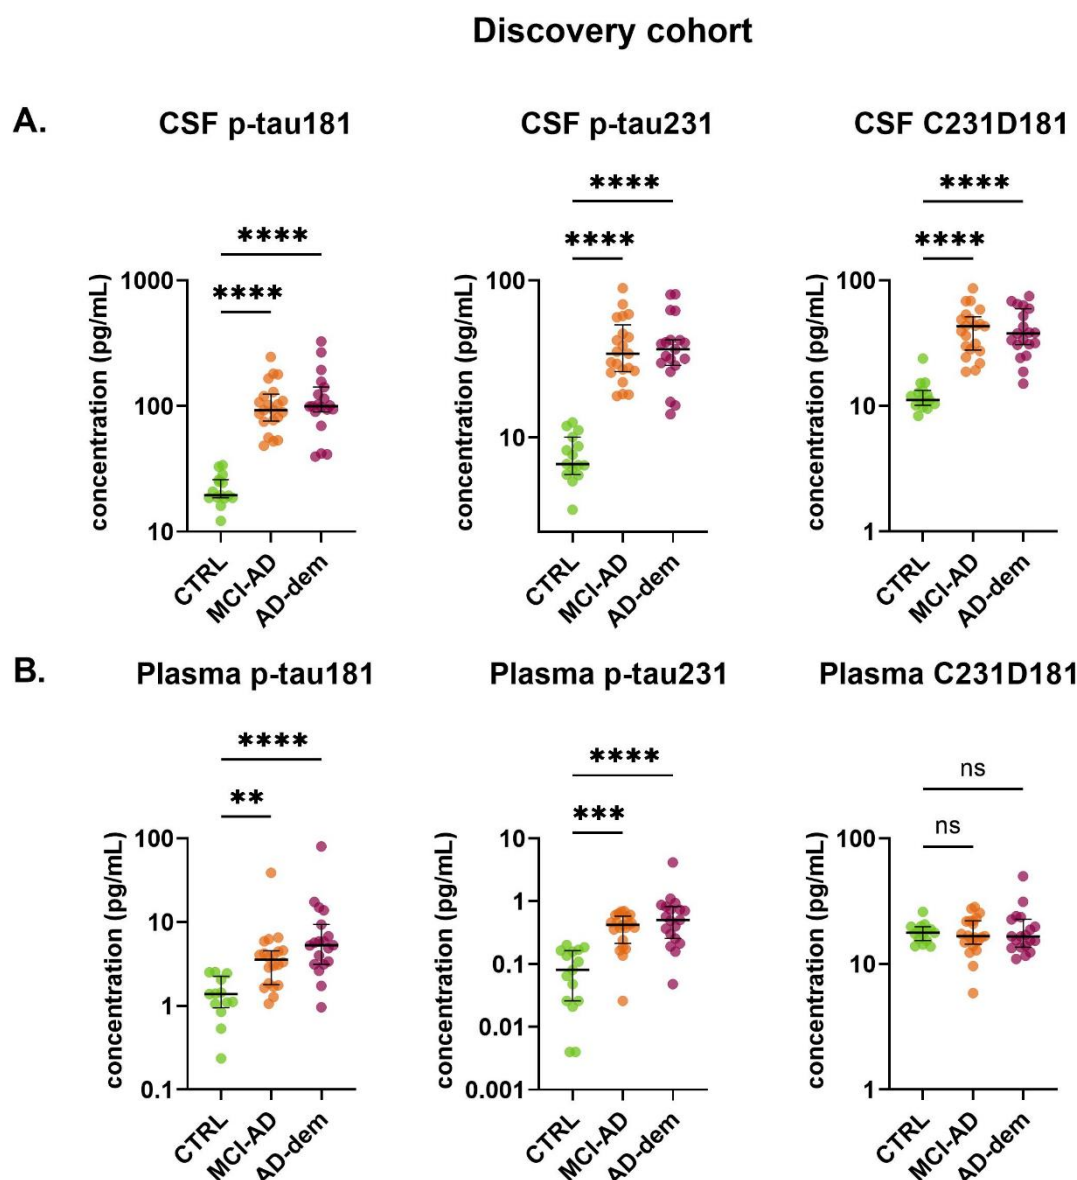 Discovery cohort
A.
CSF p-tau181
CSF p-tau231
CSF C231D181
****
****
concentration (pg/mL)
1000
100
10
CTRL
MCI-AD
AD-dem
****
****
concentration (pg/mL)
100
10
CTRL
MCI-AD
AD-dem
****
****
concentration (pg/mL)
100
10
1
CTRL
MCI-AD
AD-dem
B.
Plasma p-tau181
Plasma p-tau231
Plasma C231D181
****
**
concentration (pg/mL)
100
10
1
0.1
CTRL
MCI-AD
AD-dem
****
***
concentration (pg/mL)
10
1
0.1
0.01
0.001
CTRL
MCI-AD
AD-dem
ns
ns
concentration (pg/mL)
100
10
1
CTRL
MCI-AD
AD-dem